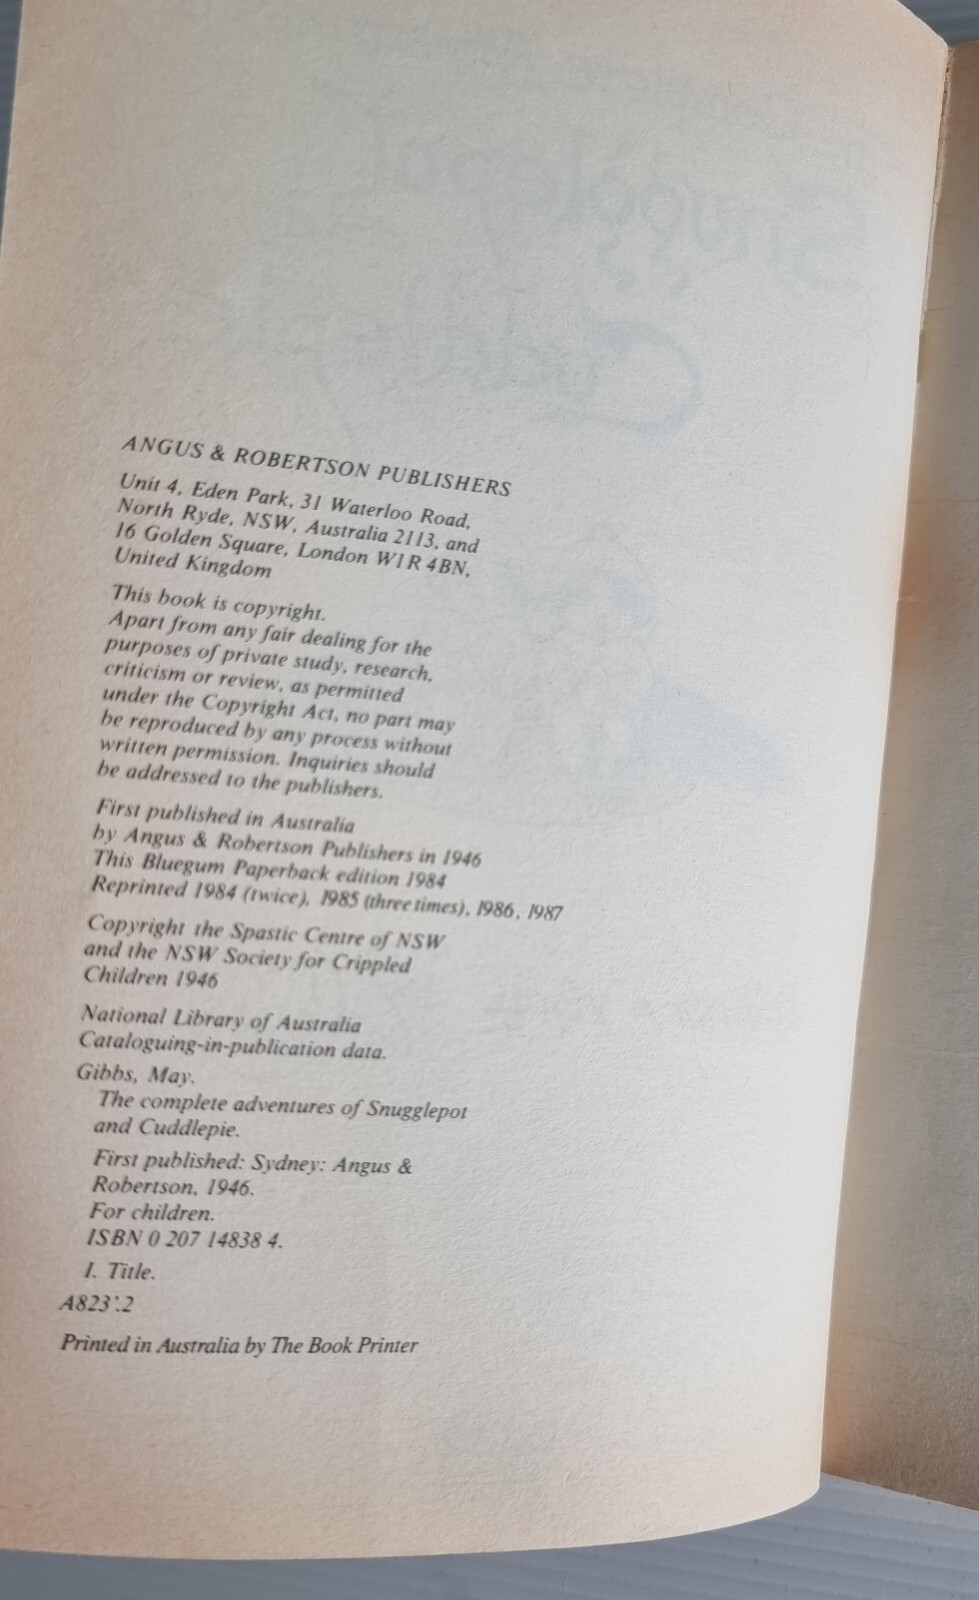 ANGUS & ROBERTSON PUBLISHERS
Unit 4, Eden Park, 31 Waterloo Road,
North Ryde, NSW, Australia 2113, and
16 Golden Square, London W1R 4BN,
United Kingdom
This book is copyright.
Apart from any fair dealing for the
purposes of private study, research,
criticism or review, as permitted
under the Copyright Act, no part may
be reproduced by any process without
written permission. Inquiries should
be addressed to the publishers.
First published in Australia
by Angus & Robertson Publishers in 1946
This Bluegum Paperback edition 1984
Reprinted 1984 (twice), 1985 (three times), 1986, 1987
Copyright the Spastic Centre of NSW
and the NSW Society for Crippled
Children 1946
National Library of Australia
Cataloguing-in-publication data.
Gibbs, May.
The complete adventures of Snugglepot
and Cuddlepie.
First published: Sydney: Angus &
Robertson, 1946.
For children.
ISBN 0 207 14838 4.
I. Title.
A823'.2
Printed in Australia by The Book Printer